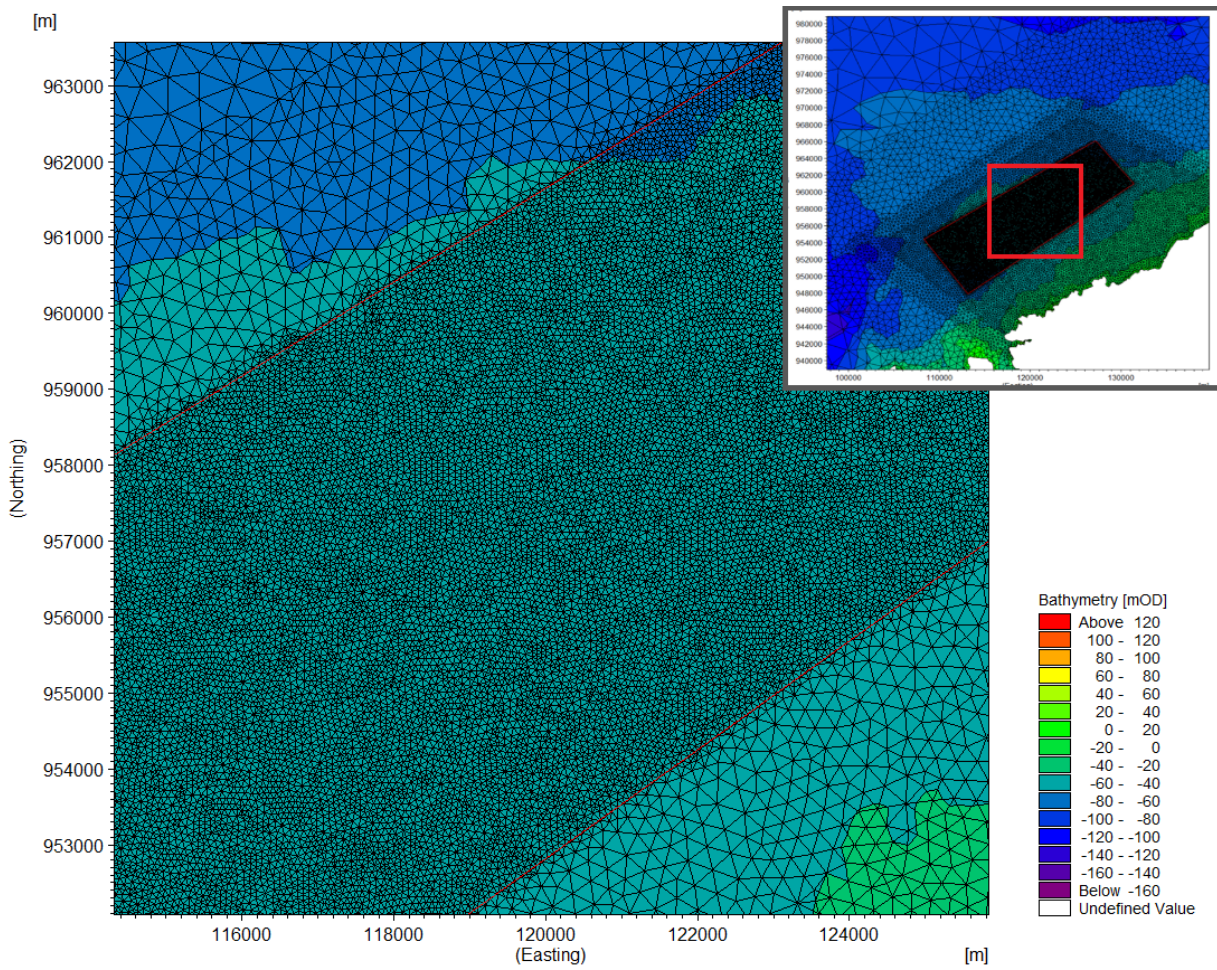 [m]
963000
962000
961000
960000
959000
958000
957000
956000
955000
954000
953000
(Northing)
116000 118000 120000 122000 124000
(Easting) [m]
980000
978000
976000
974000
972000
970000
968000
966000
964000
962000
960000
958000
956000
954000
952000
950000
948000
946000
944000
942000
940000
100000 110000 120000 130000
Bathymetry [mOD]
Above 120
100 - 120
80 - 100
60 - 80
40 - 60
20 - 40
0 - 20
-20 - 0
-40 - -20
-60 - -40
-80 - -60
-100 - -80
-120 - -100
-140 - -120
-160 - -140
Below -160
Undefined Value